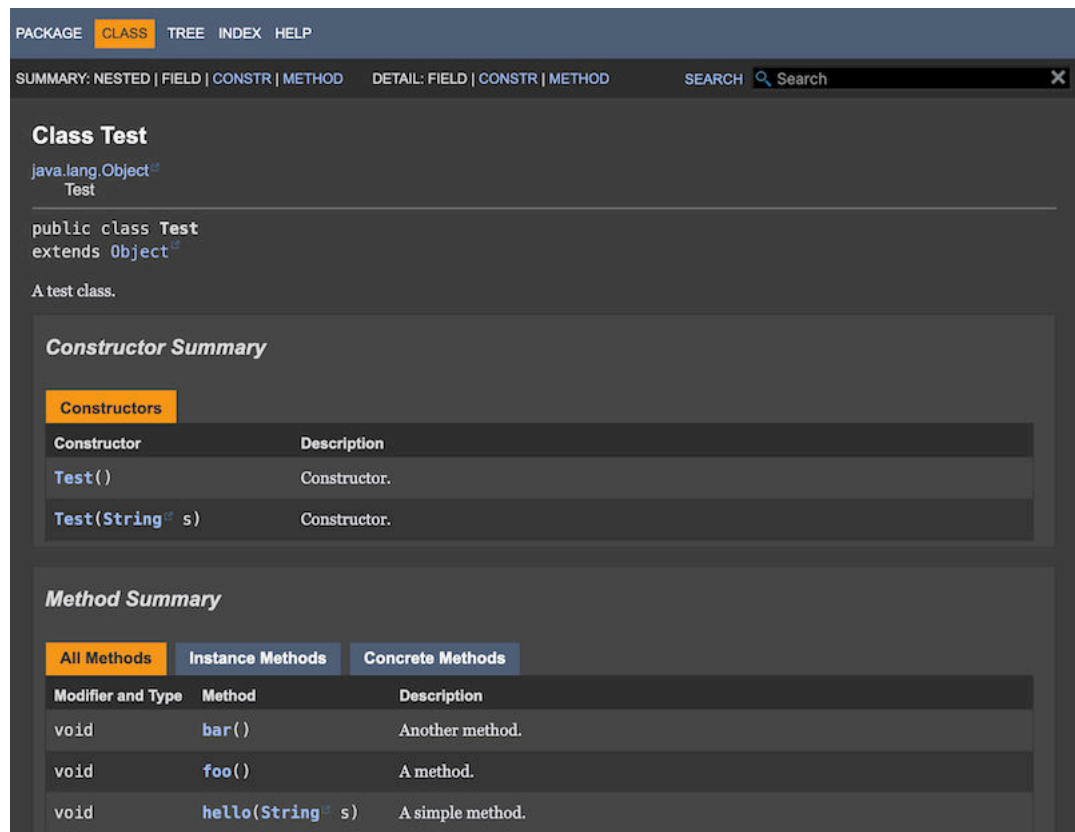 PACKAGE CLASS TREE INDEX HELP
SUMMARY: NESTED | FIELD | CONSTR | METHOD DETAIL: FIELD | CONSTR | METHOD SEARCH Search
Class Test
java.lang.Object
Test
public class Test
extends Object
A test class.
Constructor Summary
Constructors
Constructor Description
Test() Constructor.
Test(String s) Constructor.
Method Summary
All Methods Instance Methods Concrete Methods
Modifier and Type Method Description
void bar() Another method.
void foo() A method.
void hello(String s) A simple method.